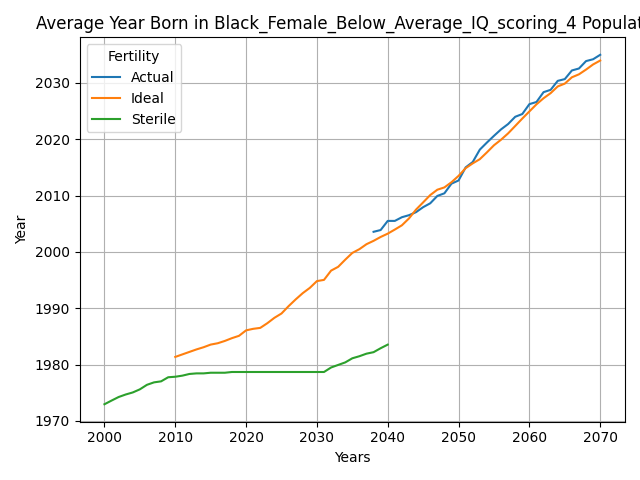 Average Year Born in Black_Female_Below_Average_IQ_scoring_4 Populat
Fertility
Actual
Ideal
Sterile
2030
2020
2010
2000
1990
1980
1970
Year
2000 2010 2020 2030 2040 2050 2060 2070
Years